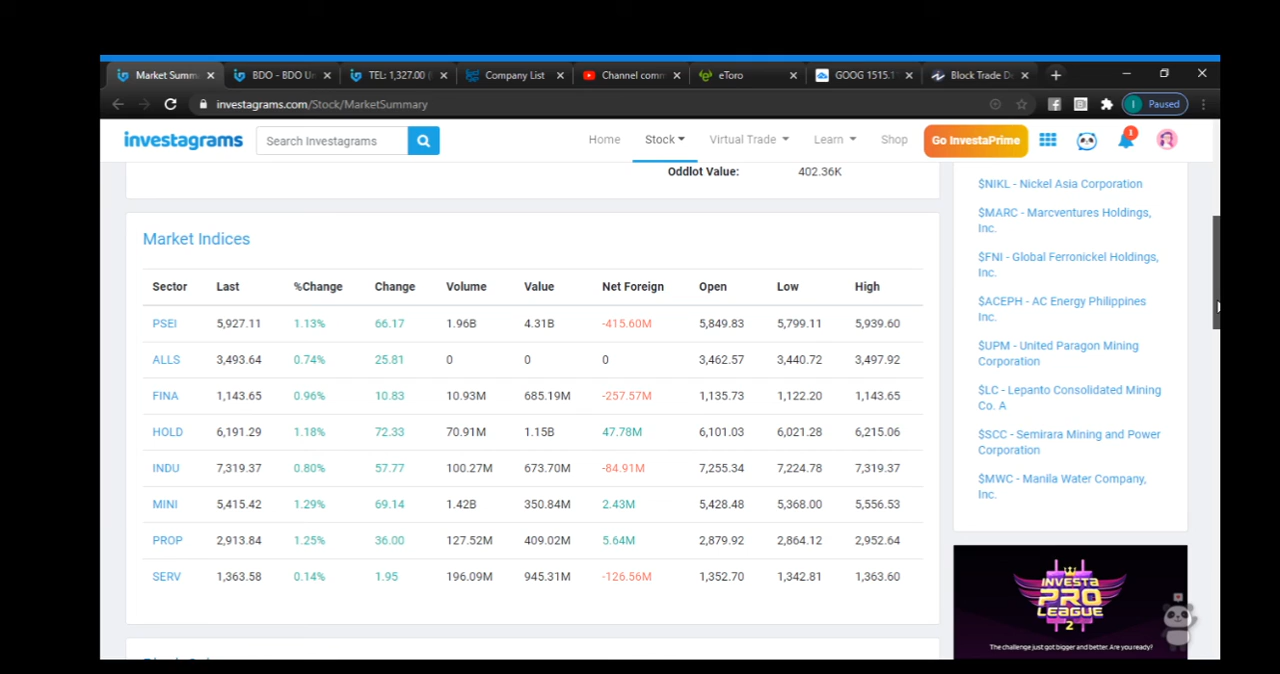 Market Summ
BDO - BDO Un
TEL: 1,327.00 (
Company List
Channel comm
eToro
GOOG 1515.1
Block Trade De
investagrams.com/Stock/MarketSummary
Paused
investagrams
Search Investagrams
Home
Stock
Virtual Trade
Learn
Shop
Go InvestaPrime
1
Oddlot Value: 402.36K
Market Indices
Sector Last %Change Change Volume Value Net Foreign Open Low High
PSEI 5,927.11 1.13% 66.17 1.96B 4.31B -415.60M 5,849.83 5,799.11 5,939.60
ALLS 3,493.64 0.74% 25.81 0 0 0 3,462.57 3,440.72 3,497.92
FINA 1,143.65 0.96% 10.83 10.93M 685.19M -257.57M 1,135.73 1,122.20 1,143.65
HOLD 6,191.29 1.18% 72.33 70.91M 1.15B 47.78M 6,101.03 6,021.28 6,215.06
INDU 7,319.37 0.80% 57.77 100.27M 673.70M -84.91M 7,255.34 7,224.78 7,319.37
MINI 5,415.42 1.29% 69.14 1.42B 350.84M 2.43M 5,428.48 5,368.00 5,556.53
PROP 2,913.84 1.25% 36.00 127.52M 409.02M 5.64M 2,879.92 2,864.12 2,952.64
SERV 1,363.58 0.14% 1.95 196.09M 945.31M -126.56M 1,352.70 1,342.81 1,363.60
$NIKL - Nickel Asia Corporation
$MARC - Marcventures Holdings,
Inc.
$FNI - Global Ferronickel Holdings,
Inc.
$ACEPH - AC Energy Philippines
Inc.
$UPM - United Paragon Mining
Corporation
$LC - Lepanto Consolidated Mining
Co. A
$SCC - Semirara Mining and Power
Corporation
$MWC - Manila Water Company,
Inc.
INVESTA
PRO
LEAGUE
2
The challenge just got bigger and better. Are you ready?